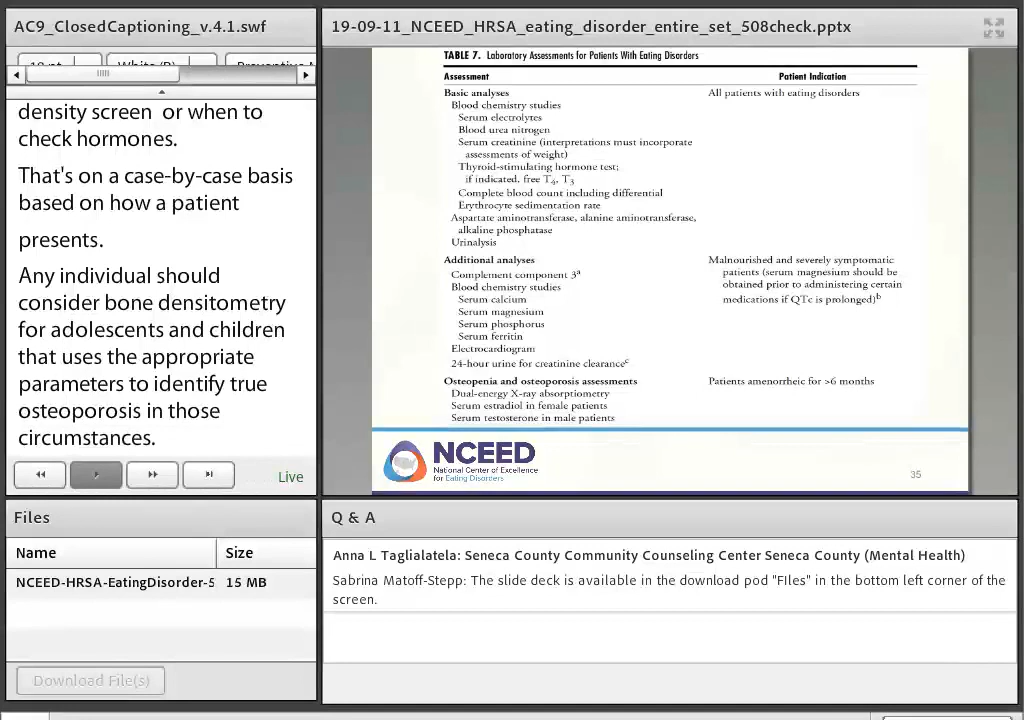 AC9_ClosedCaptioning_v.4.1.swf
density screen or when to
check hormones.
That's on a case-by-case basis
based on how a patient
presents.
Any individual should
consider bone densitometry
for adolescents and children
that uses the appropriate
parameters to identify true
osteoporosis in those
circumstances.
Live
Files
Name Size
NCEED-HRSA-EatingDisorder-5 15 MB
Download File(s)
19-09-11_NCEED_HRSA_eating_disorder_entire_set_508check.pptx
TABLE 7. Laboratory Assessments for Patients With Eating Disorders
Assessment Patient Indication
Basic analyses All patients with eating disorders
Blood chemistry studies
Serum electrolytes
Blood urea nitrogen
Serum creatinine (interpretations must incorporate
assessments of weight)
Thyroid-stimulating hormone test;
if indicated, free T4, T3
Complete blood count including differential
Erythrocyte sedimentation rate
Aspartate aminotransferase, alanine aminotransferase,
alkaline phosphatase
Urinalysis
Additional analyses Malnourished and severely symptomatic
Complement component 3a patients (serum magnesium should be
Blood chemistry studies obtained prior to administering certain
Serum calcium medications if QTc is prolonged)b
Serum magnesium
Serum phosphorus
Serum ferritin
Electrocardiogram
24-hour urine for creatinine clearancec
Osteopenia and osteoporosis assessments Patients amenorrheic for >6 months
Dual-energy X-ray absorptiometry
Serum estradiol in female patients
Serum testosterone in male patients
NCEED
National Center of Excellence
for Eating Disorders
35
Q & A
Anna L Taglialatela: Seneca County Community Counseling Center Seneca County (Mental Health)
Sabrina Matoff-Stepp: The slide deck is available in the download pod "FIles" in the bottom left corner of the
screen.